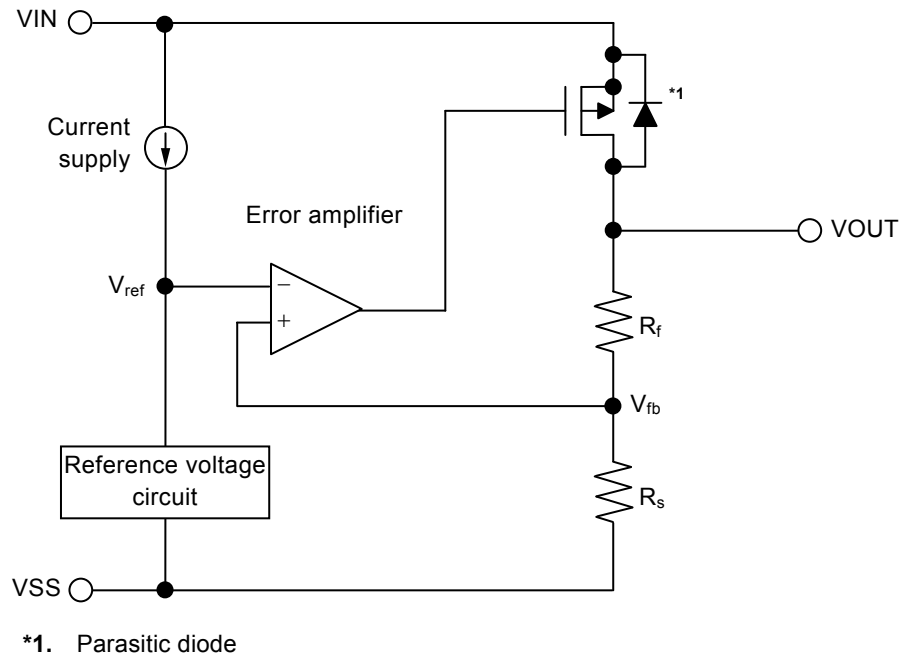 VIN
*1
Current
supply
Error amplifier
VOUT
Vref
−
+
Rf
Vfb
Reference voltage
circuit
Rs
VSS
*1. Parasitic diode